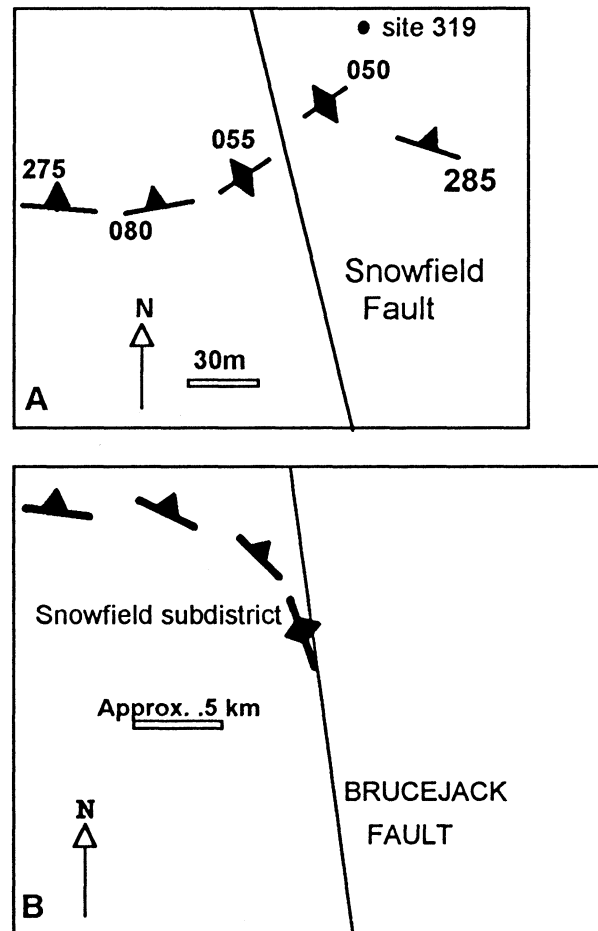 site 319
050
055
275
285
080
Snowfield
Fault
N
30m
A
Snowfield subdistrict
Approx. .5 km
BRUCEJACK
FAULT
N
B